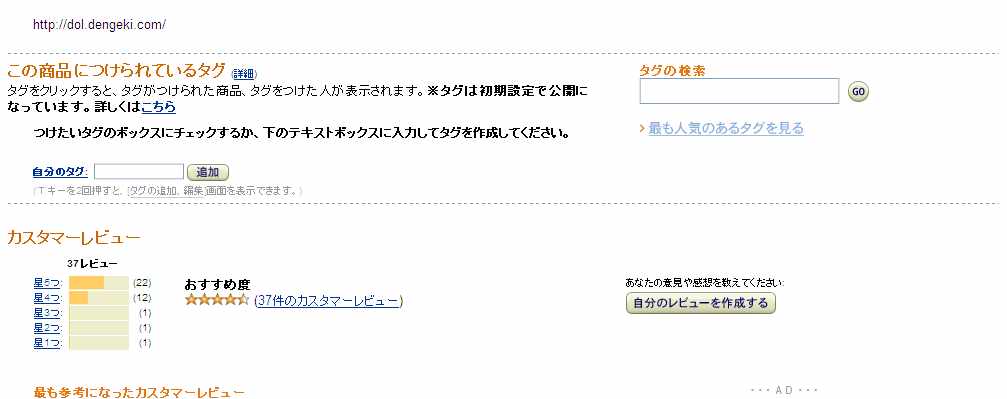 http://dol.dengeki.com/
この商品につけられているタグ (詳細)
タグをクリックすると、タグがつけられた商品、タグをつけた人が表示されます。※タグは初期設定で公開に
なっています。詳しくはこちら
つけたいタグのボックスにチェックするか、下のテキストボックスに入力してタグを作成してください。
自分のタグ: 追加
(Tキーを2回押すと、[タグの追加、編集]画面を表示できます。)
タグの検索
GO
› 最も人気のあるタグを見る
カスタマーレビュー
37レビュー
星5つ: (22)
星4つ: (12)
星3つ: (1)
星2つ: (1)
星1つ: (1)
おすすめ度
(37件のカスタマーレビュー)
あなたの意見や感想を教えてください:
自分のレビューを作成する
最も参考になったカスタマーレビュー
・・・AD・・・